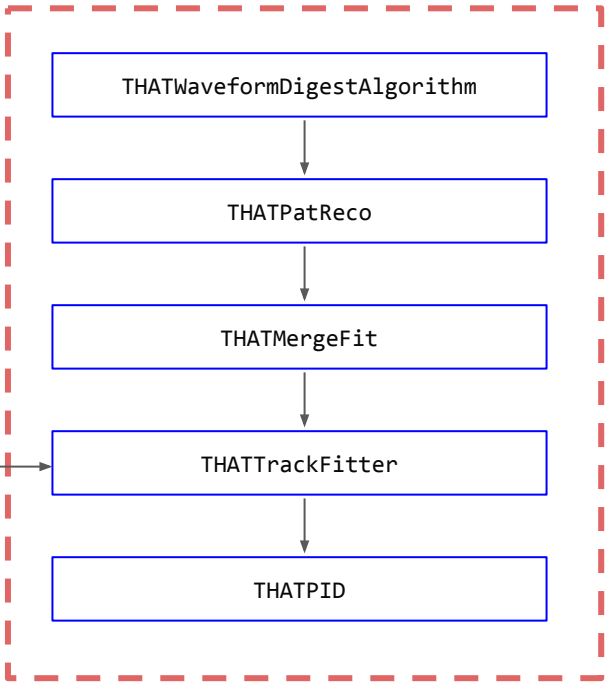 THATWaveformDigestAlgorithm
THATPatReco
THATMergeFit
THATTrackFitter
THATPID